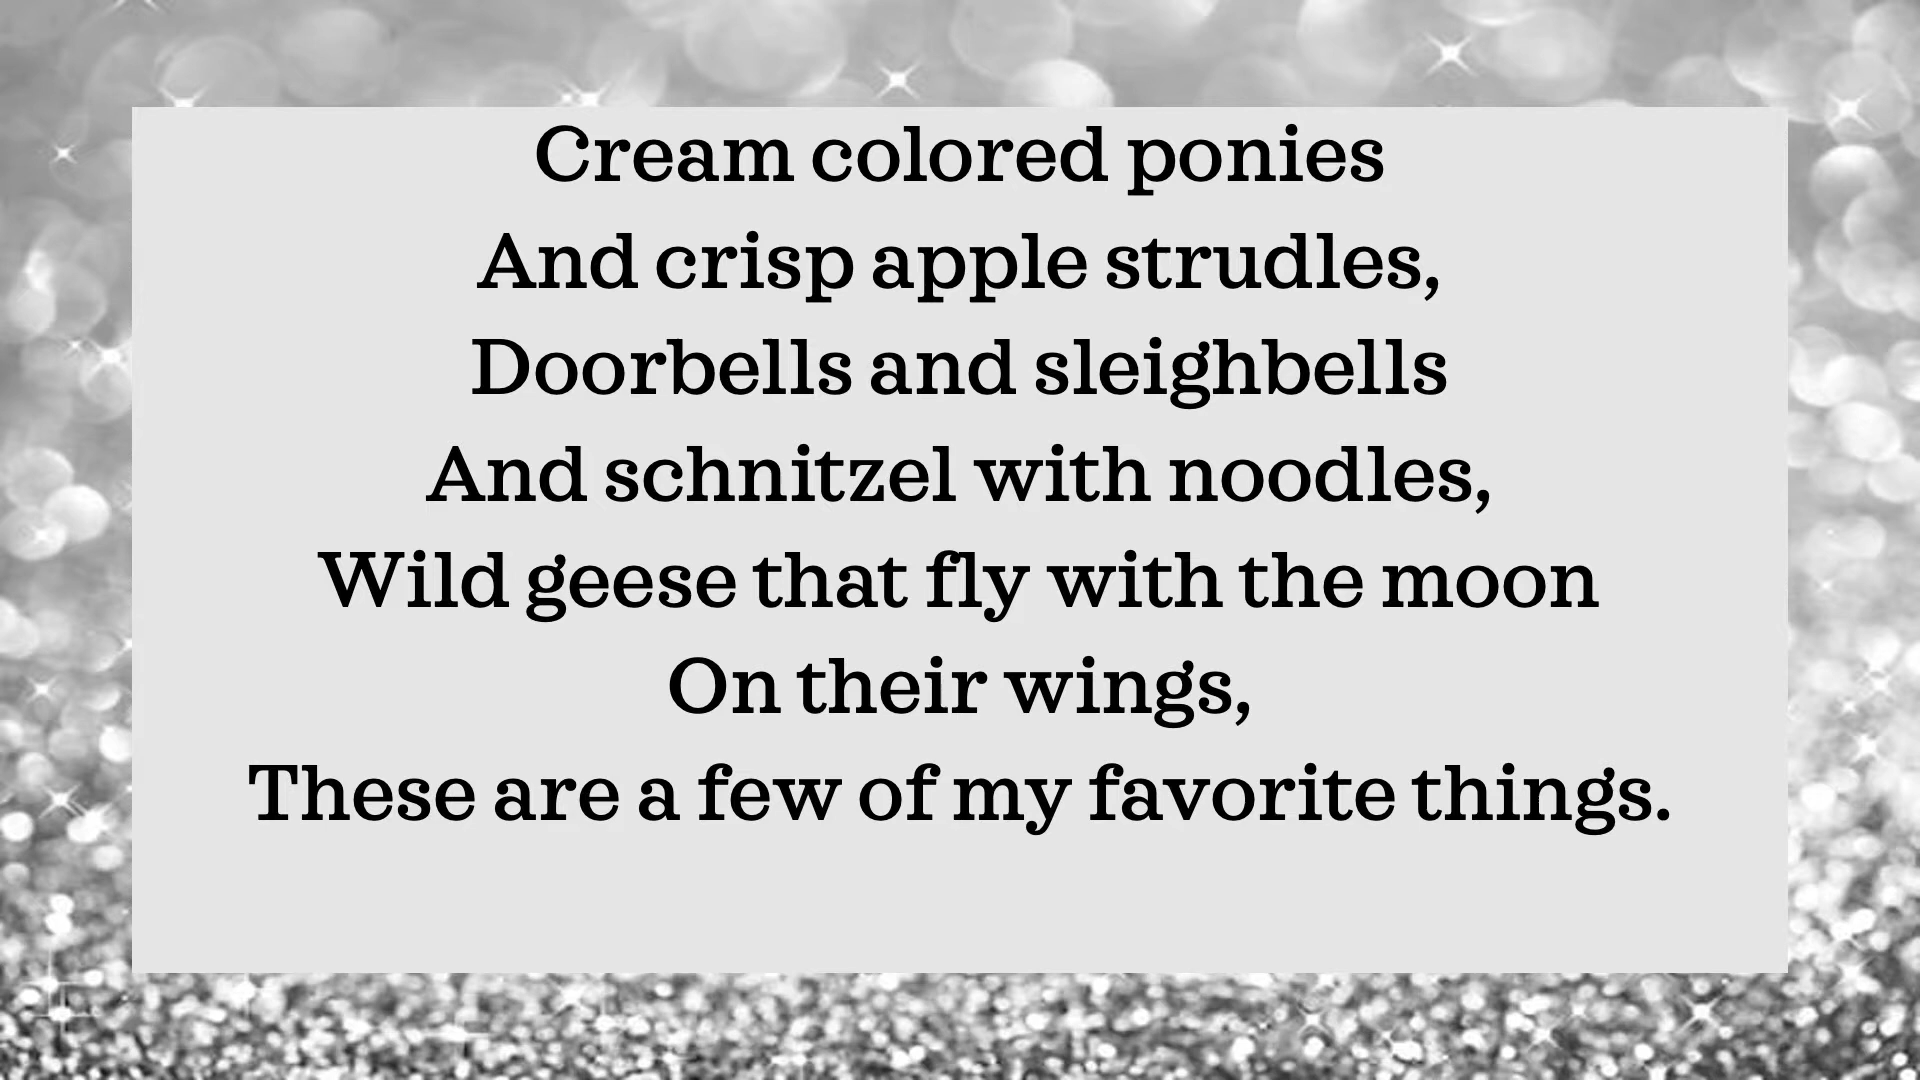 Cream colored ponies
And crisp apple strudles,
Doorbells and sleighbells
And schnitzel with noodles,
Wild geese that fly with the moon
On their wings,
These are a few of my favorite things.